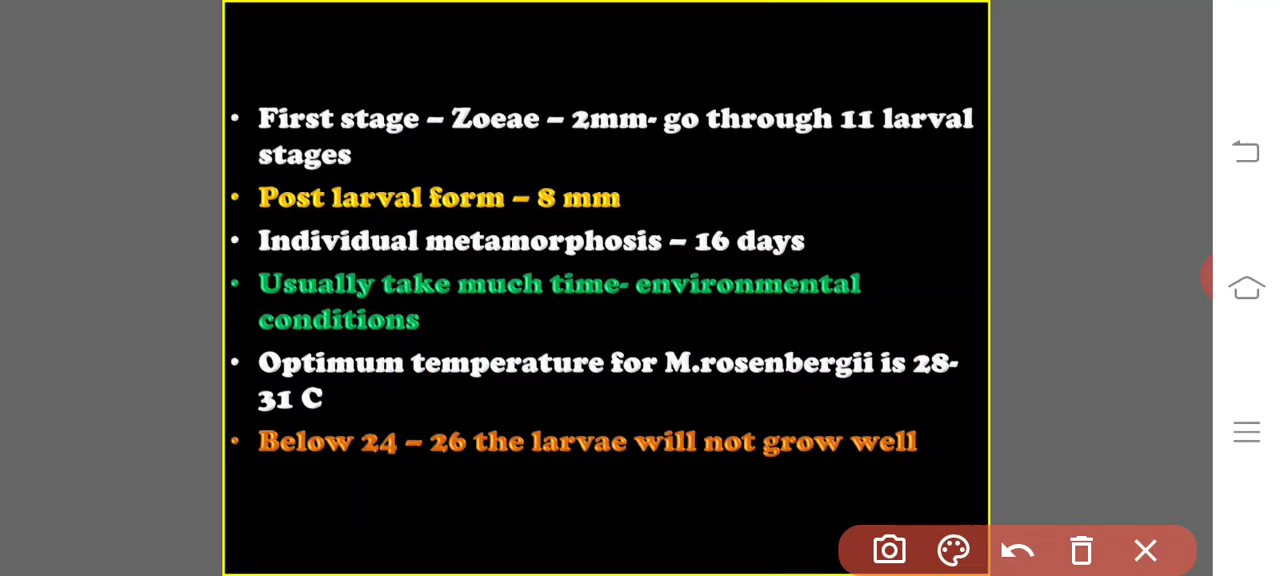 • First stage – Zoeae – 2mm- go through 11 larval
stages
• Post larval form – 8 mm
• Individual metamorphosis – 16 days
• Usually take much time- environmental
conditions
• Optimum temperature for M.rosenbergii is 28-
31 C
• Below 24 – 26 the larvae will not grow well